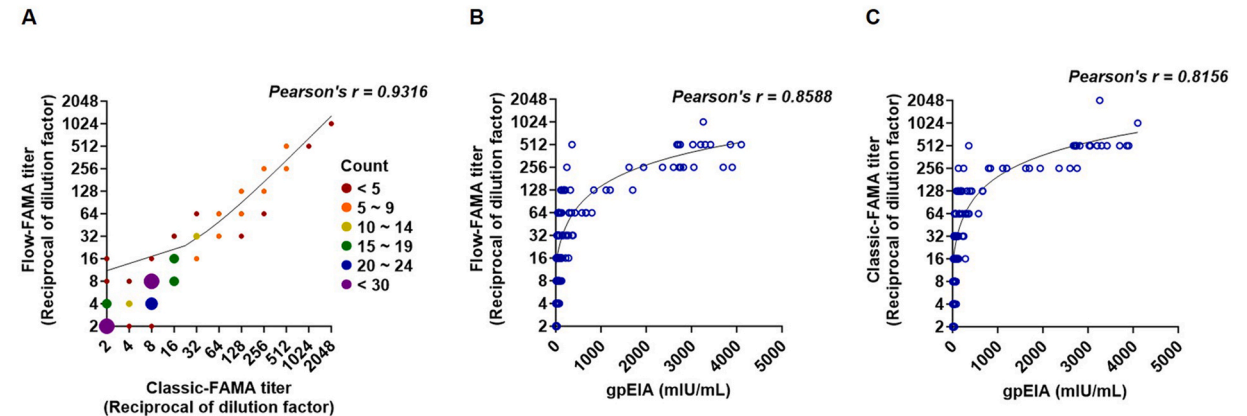 A
Pearson's r = 0.9316
Flow-FAMA titer
(Reciprocal of dilution factor)
2048
1024
512
256
128
64
32
16
8
4
2
2
4
8
16
32
64
128
256
512
1024
2048
Classic-FAMA titer
(Reciprocal of dilution factor)
Count
< 5
5 ~ 9
10 ~ 14
15 ~ 19
20 ~ 24
< 30
B
Pearson's r = 0.8588
Flow-FAMA titer
(Reciprocal of dilution factor)
2048
1024
512
256
128
64
32
16
8
4
2
0
1000
2000
3000
4000
5000
gpEIA (mIU/mL)
C
Pearson's r = 0.8156
Classic-FAMA titer
(Reciprocal of dilution factor)
2048
1024
512
256
128
64
32
16
8
4
2
0
1000
2000
3000
4000
5000
gpEIA (mIU/mL)